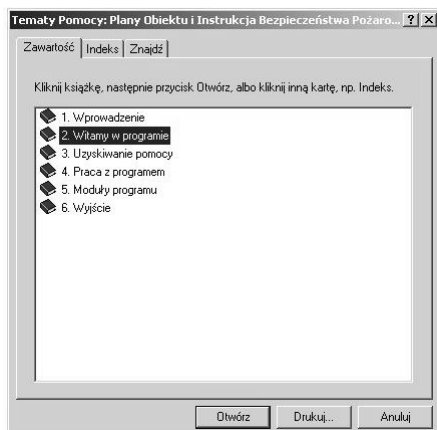 Tematy Pomocy: Plany Obiektu i Instrukcja Bezpieczeństwa Pożaro...
Zawartość Indeks Znajdź
Kliknij książkę, następnie przycisk Otwórz, albo kliknij inną kartę, np. Indeks.
1. Wprowadzenie
2. Witamy w programie
3. Uzyskiwanie pomocy
4. Praca z programem
5. Moduły programu
6. Wyjście
Otwórz Drukuj... Anuluj